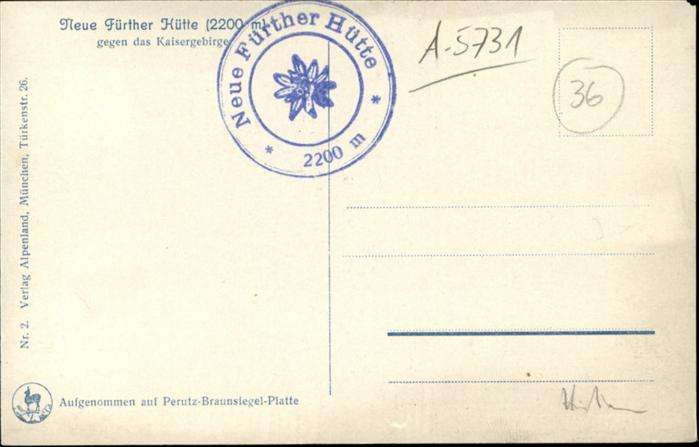 Neue Fürther Hütte (2200 m)
gegen das Kaisergebirge
Neue Fürther Hütte
* 2200 m *
A-5731
36
Nr. 2. Verlag Alpenland, München, Türkenstr. 26.
Aufgenommen auf Perutz-Braunsiegel-Platte